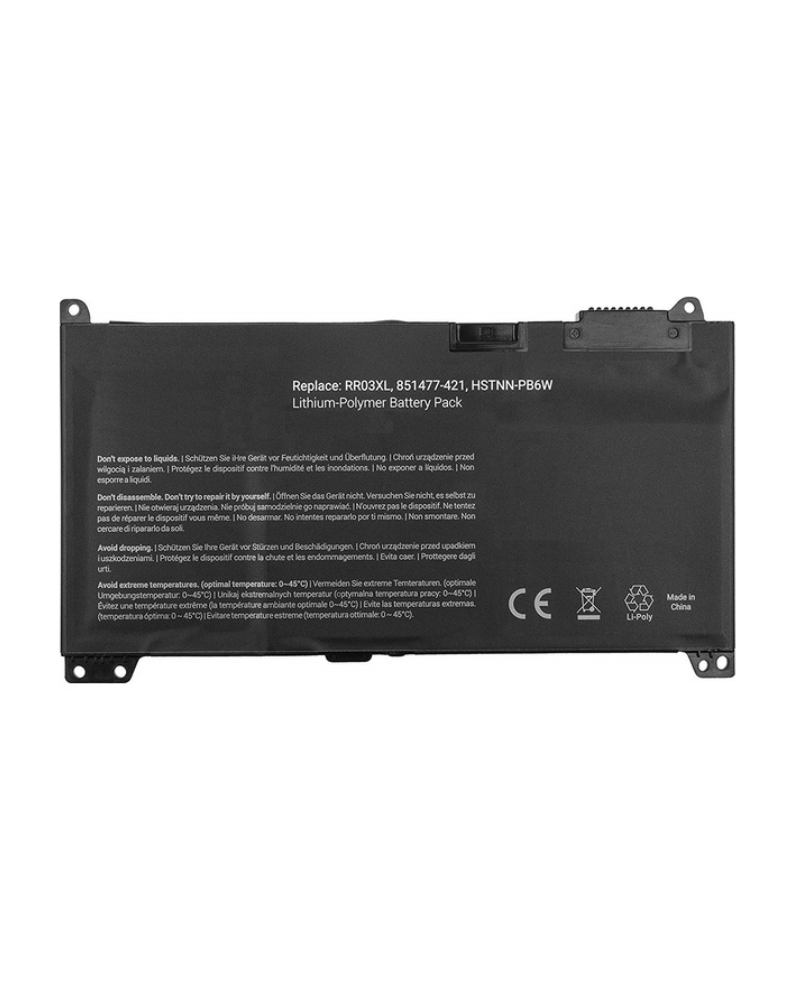 Replace: RR03XL, 851477-421, HSTNN-PB6W
Lithium-Polymer Battery Pack
Don't expose to liquids. | Schützen Sie iHre Gerät vor Feutichtigkeit und Überflutung. | Chroń urządzenie przed
wilgocią i zalaniem. | Protégez le dispositif contre l'humidité et les inondations. | No exponer a líquidos. | Non
esporre a liquidi.
Don't disassemble. Don't try to repair it by yourself. | Öffnen Sie das Gerät nicht. Versuchen Sie nicht, es selbst zu
reparieren. | Nie otwieraj urządzenia. Nie próbuj samodzielnie go naprawiać. | N'ouvrez pas le dispositif. Ne tentez
pas de réparer le dispositif vous même. | No desarmar. No intentes repararlo por ti mismo. | Non smontare. Non
cercare di ripararlo da soli.
Avoid dropping. | Schützen Sie Ihre Gerät vor Stürzen und Beschädigungen. | Chroń urządzenie przed upadkiem
i uszkodzeniami. | Protégez le dispositif contre la chute et les endommagements. | Evita caer. | Prottegere dagli
urti.
Avoid extreme temperatures. (optimal temperature: 0~45°C) | Vermeiden Sie extreme Temteraturen. (optimale
Umgebungstemperatur: 0~45°C) | Unikaj ekstremalnych temperatur (optymalna temperatura pracy: 0~45°C) |
Évitez une température extrême (la température ambiante optimale 0~45°C) | Evite las temperaturas extremas.
(temperatura óptima: 0~45°C) | Evitare temperature estreme (temperatura ottimale: 0~45°C).
CE
Li-Poly
Made in
China